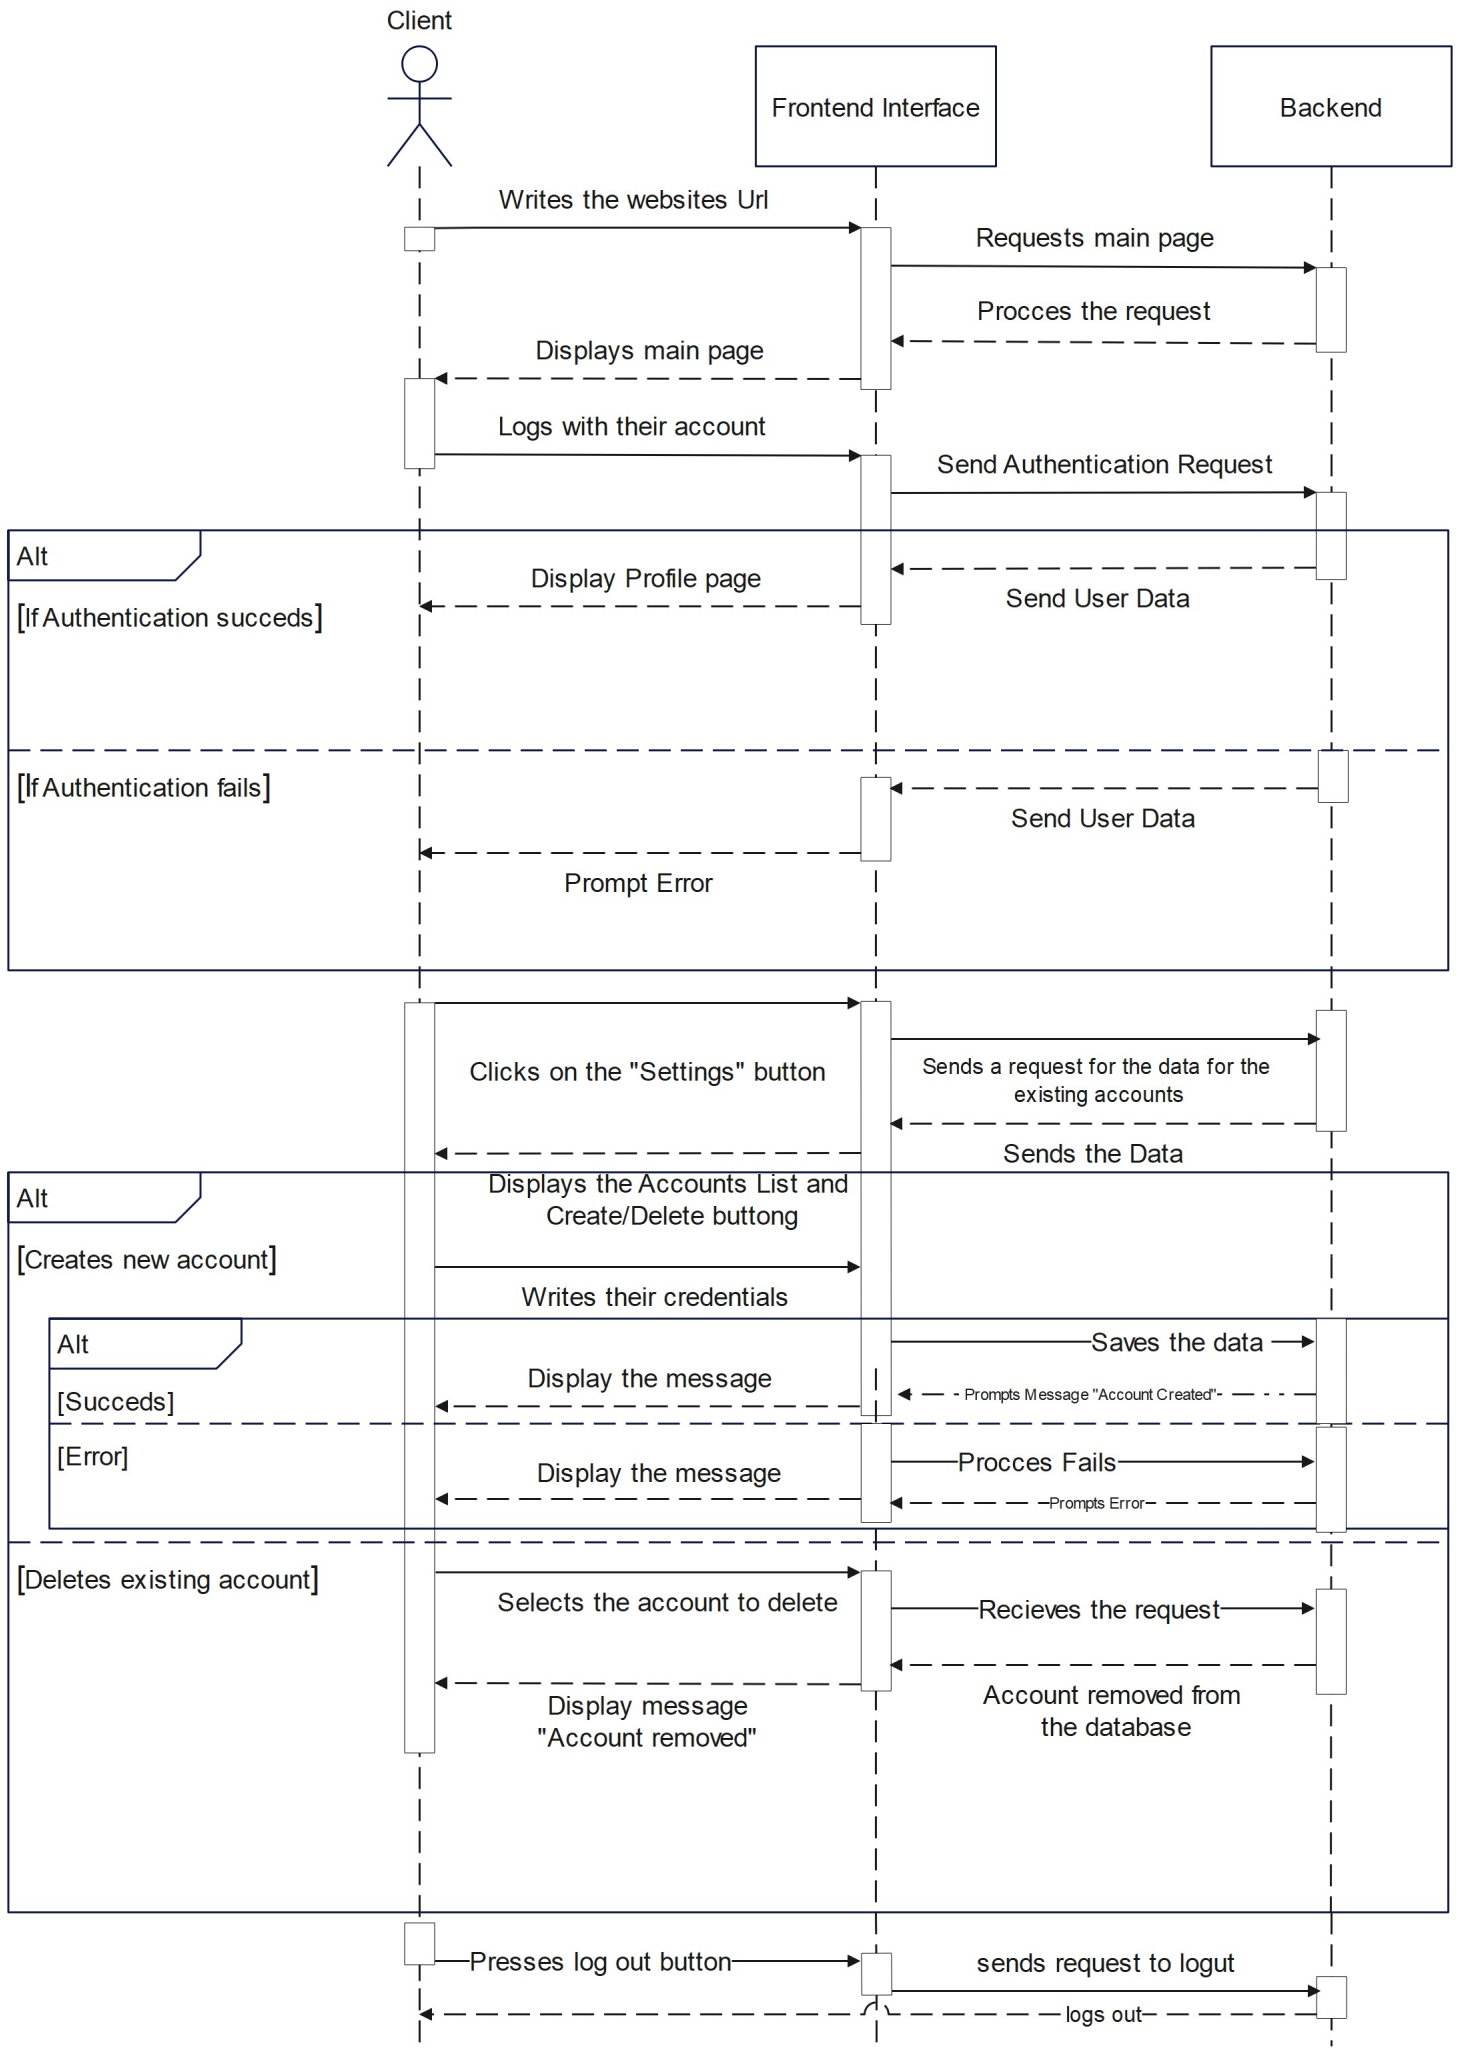 Client
Frontend Interface
Backend
Writes the websites Url
Requests main page
Procces the request
Displays main page
Logs with their account
Send Authentication Request
Alt
Display Profile page
Send User Data
[If Authentication succeds]
[If Authentication fails]
Send User Data
Prompt Error
Clicks on the "Settings" button
Sends a request for the data for the
existing accounts
Sends the Data
Alt
Displays the Accounts List and
Create/Delete buttong
[Creates new account]
Writes their credentials
Alt
Saves the data
Display the message
Prompts Message "Account Created"
[Succeds]
[Error]
Procces Fails
Display the message
Prompts Error
[Deletes existing account]
Selects the account to delete
Recieves the request
Account removed from
the database
Display message
"Account removed"
Presses log out button
sends request to logut
logs out